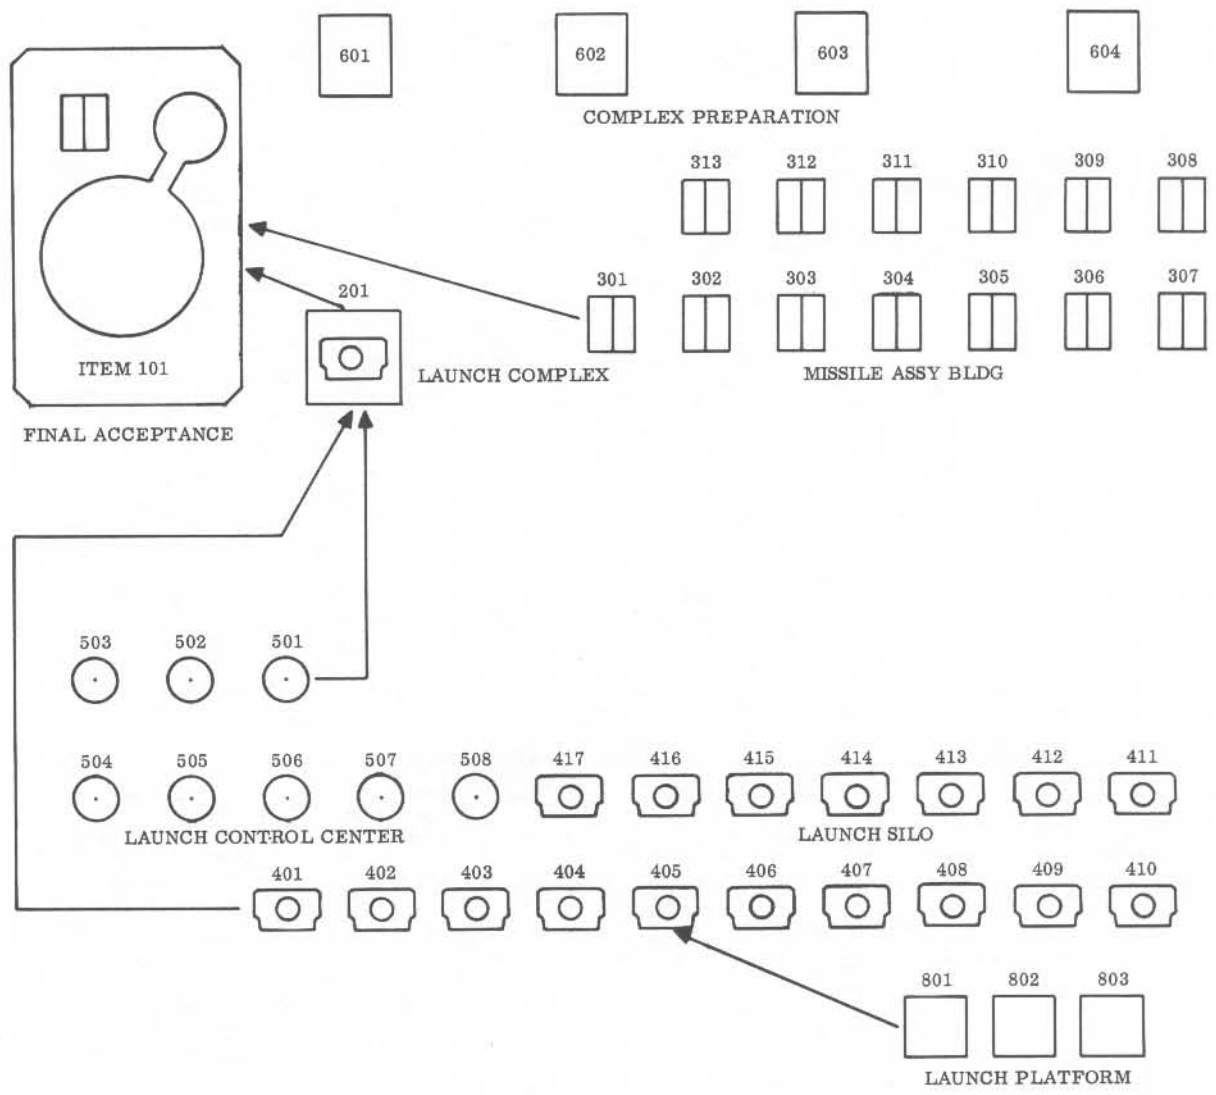 601 602 603 604
COMPLEX PREPARATION
313 312 311 310 309 308
301 302 303 304 305 306 307
201
ITEM 101
LAUNCH COMPLEX
MISSILE ASSY BLDG
FINAL ACCEPTANCE
503 502 501
504 505 506 507 508 417 416 415 414 413 412 411
LAUNCH CONTROL CENTER
LAUNCH SILO
401 402 403 404 405 406 407 408 409 410
801 802 803
LAUNCH PLATFORM